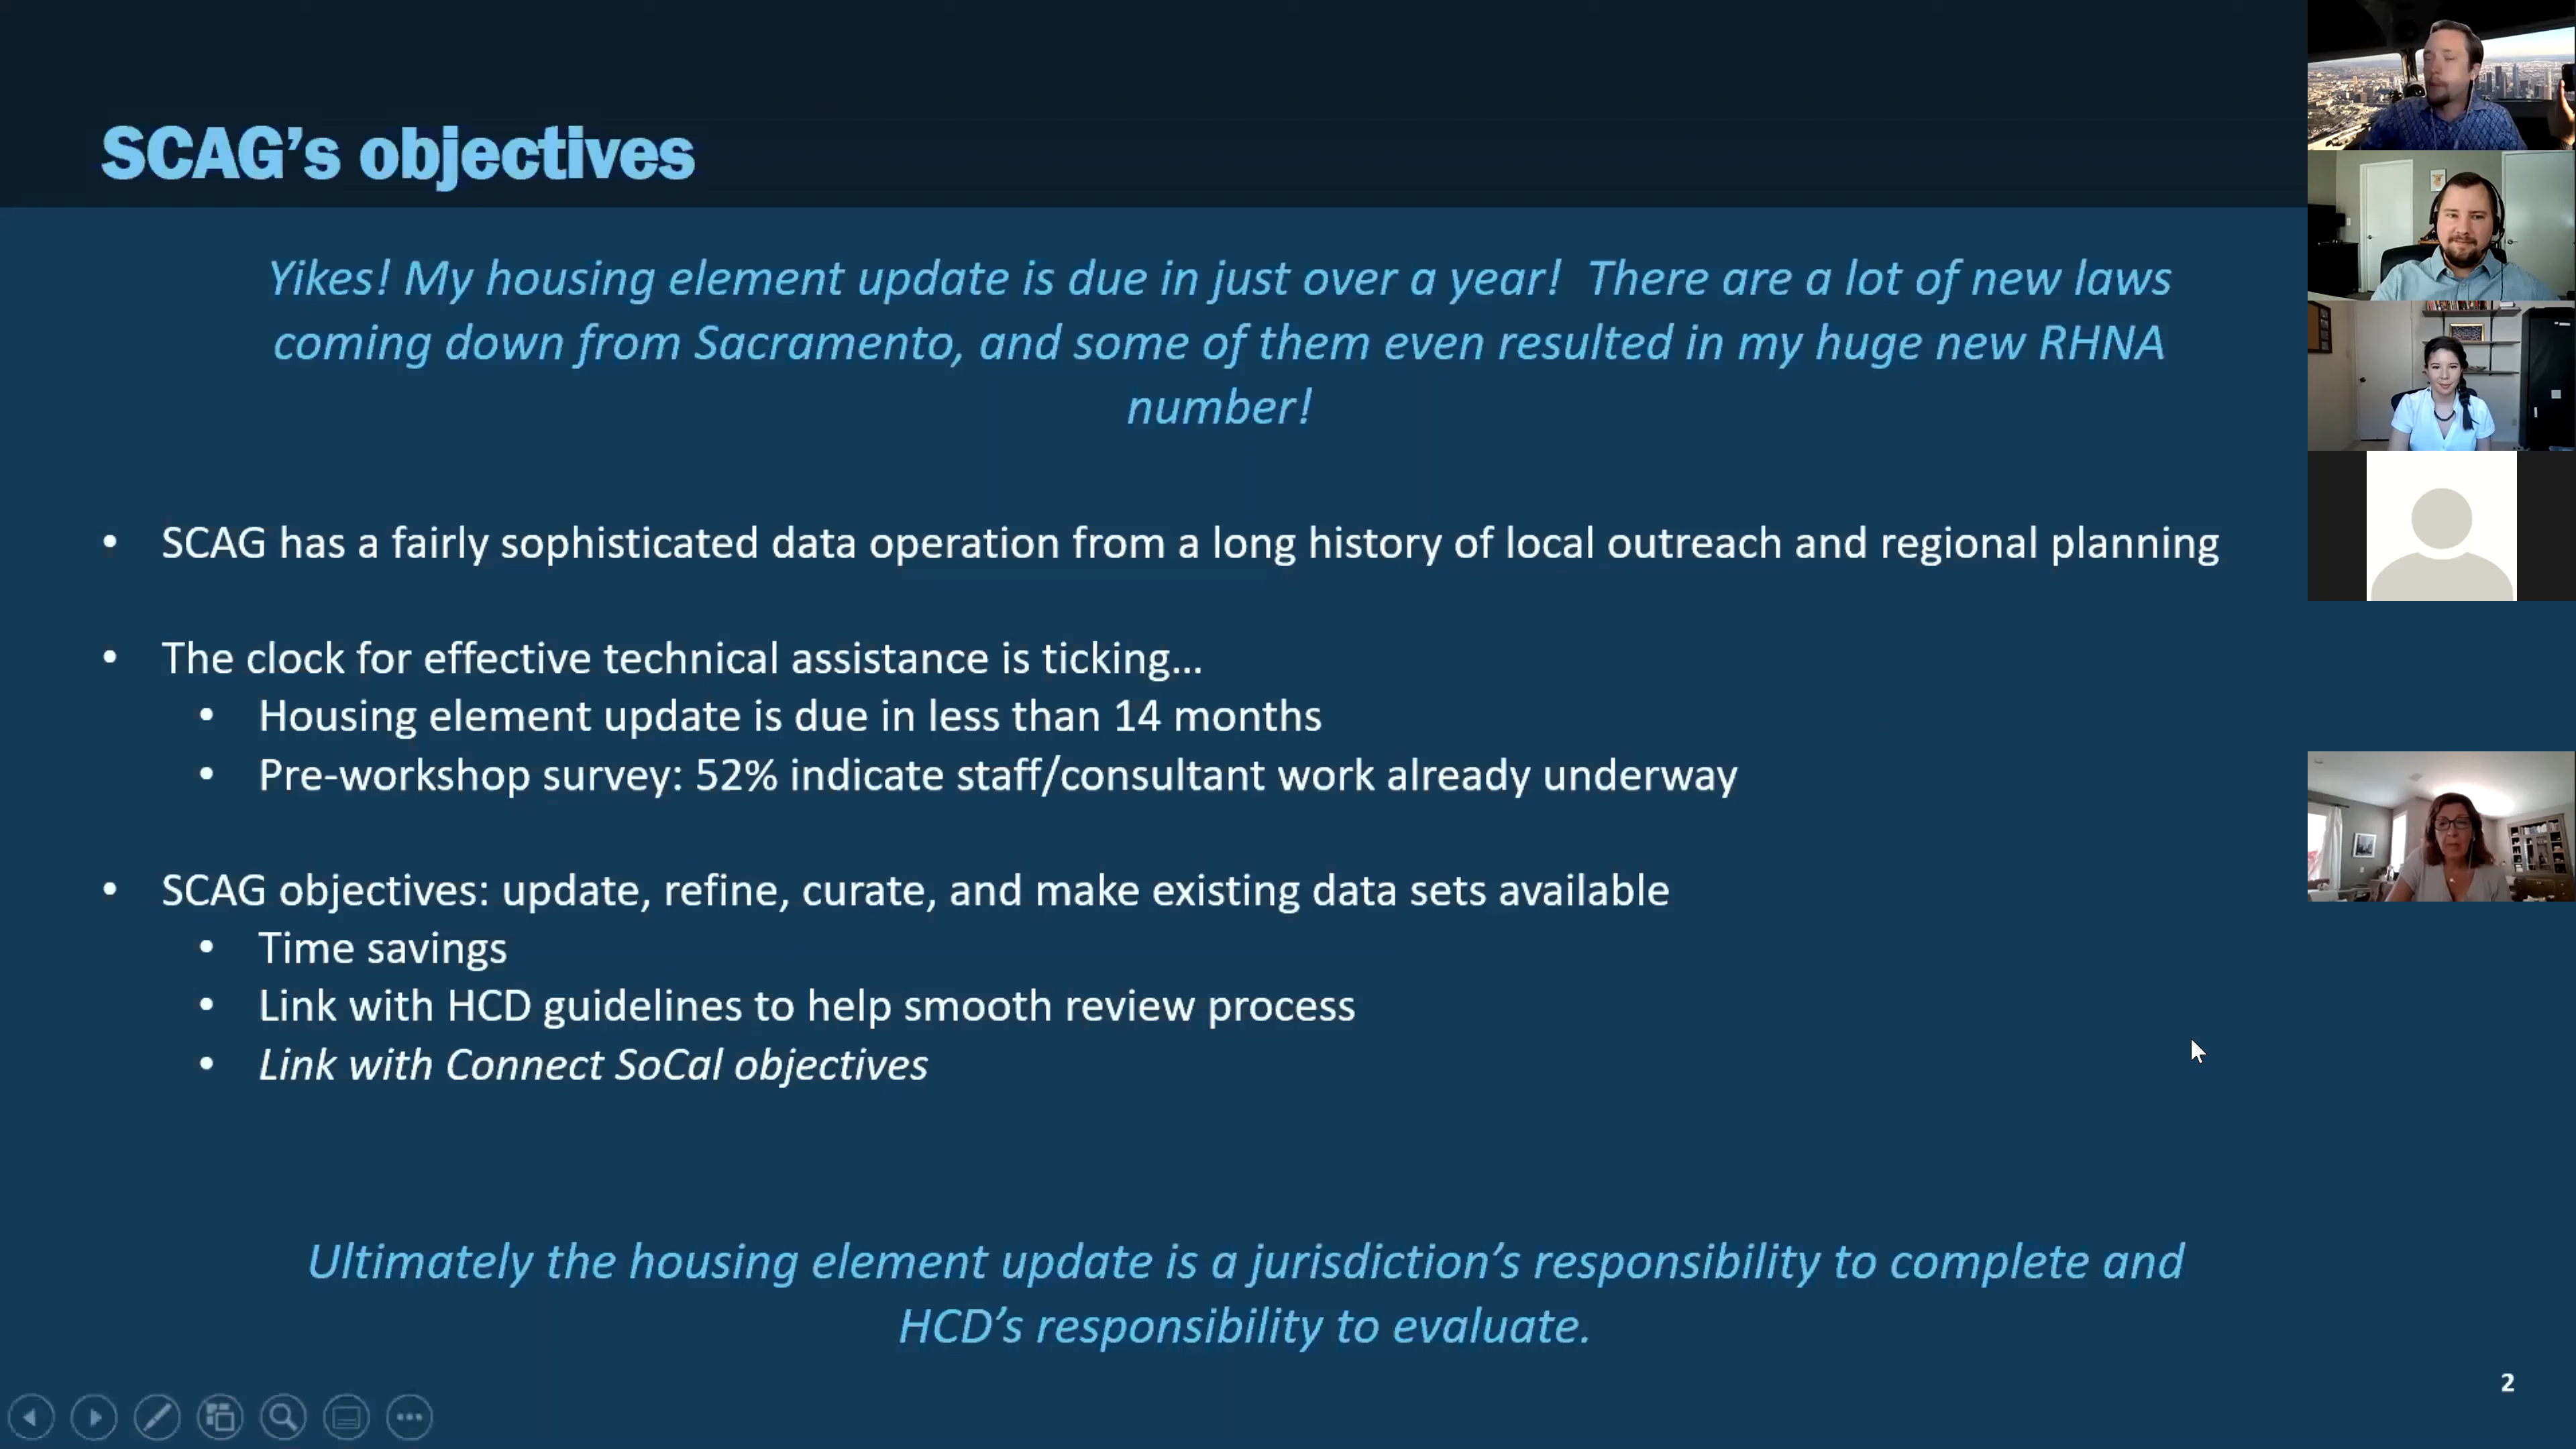 SCAG’s objectives
Yikes! My housing element update is due in just over a year!  There are a lot of new laws
coming down from Sacramento, and some of them even resulted in my huge new RHNA
number!
• SCAG has a fairly sophisticated data operation from a long history of local outreach and regional planning
• The clock for effective technical assistance is ticking…
• Housing element update is due in less than 14 months
• Pre-workshop survey: 52% indicate staff/consultant work already underway
• SCAG objectives: update, refine, curate, and make existing data sets available
• Time savings
• Link with HCD guidelines to help smooth review process
• Link with Connect SoCal objectives
Ultimately the housing element update is a jurisdiction’s responsibility to complete and
HCD’s responsibility to evaluate.
2